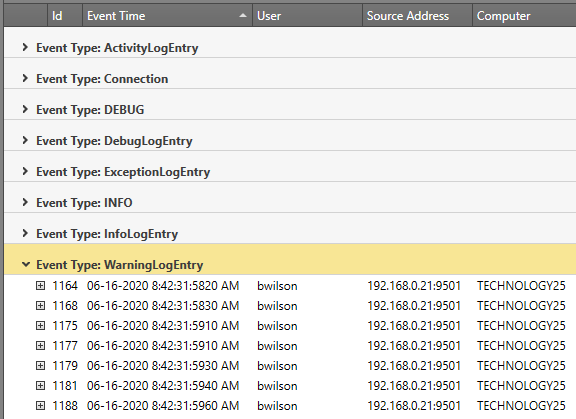 Id Event Time User Source Address Computer
Event Type: ActivityLogEntry
Event Type: Connection
Event Type: DEBUG
Event Type: DebugLogEntry
Event Type: ExceptionLogEntry
Event Type: INFO
Event Type: InfoLogEntry
Event Type: WarningLogEntry
1164 06-16-2020 8:42:31:5820 AM bwilson 192.168.0.21:9501 TECHNOLOGY25
1168 06-16-2020 8:42:31:5830 AM bwilson 192.168.0.21:9501 TECHNOLOGY25
1175 06-16-2020 8:42:31:5910 AM bwilson 192.168.0.21:9501 TECHNOLOGY25
1177 06-16-2020 8:42:31:5910 AM bwilson 192.168.0.21:9501 TECHNOLOGY25
1179 06-16-2020 8:42:31:5930 AM bwilson 192.168.0.21:9501 TECHNOLOGY25
1181 06-16-2020 8:42:31:5940 AM bwilson 192.168.0.21:9501 TECHNOLOGY25
1188 06-16-2020 8:42:31:5960 AM bwilson 192.168.0.21:9501 TECHNOLOGY25